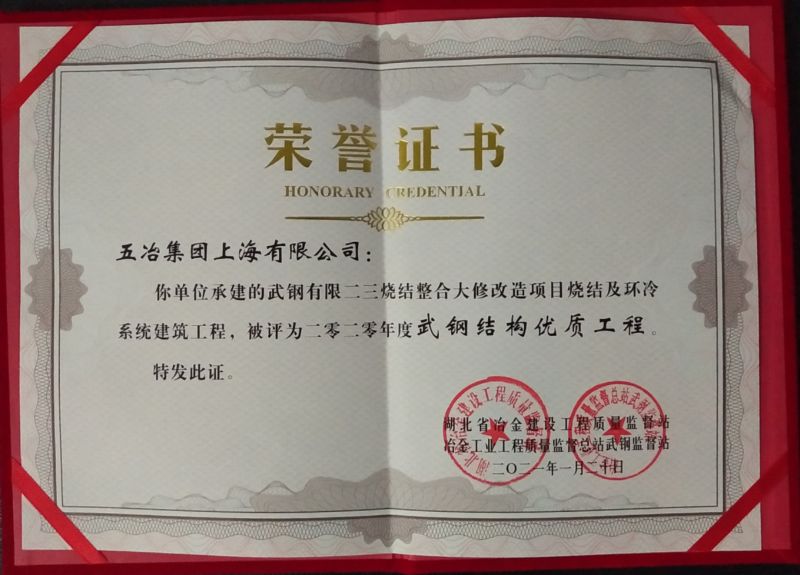 荣誉证书
HONORARY CREDENTIAL
五冶集团上海有限公司：
你单位承建的武钢有限二三烧结整合大修改造项目烧结及环冷
系统建筑工程，被评为二零二零年度武钢结构优质工程。
特发此证。
湖北省冶金建设工程质量监督站
冶金工业工程质量监督总站武钢监督站
二〇二一年一月二十日